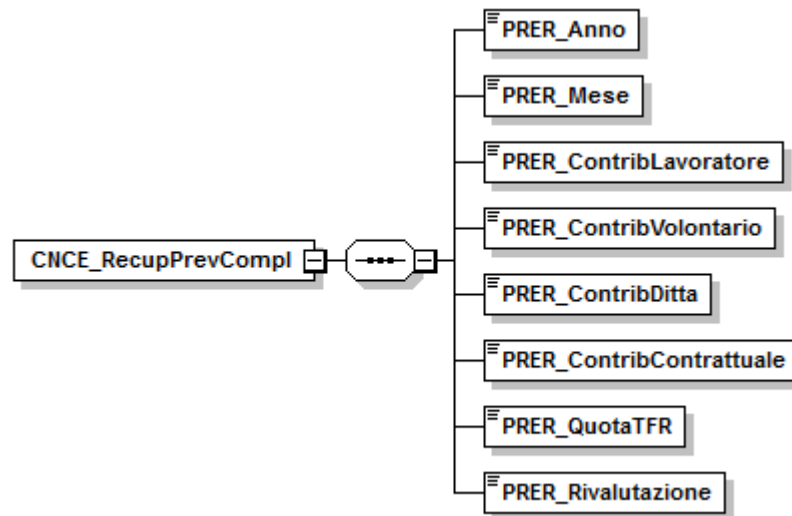 PRER_Anno
PRER_Mese
PRER_ContribLavoratore
PRER_ContribVolontario
CNCE_RecupPrevCompl
PRER_ContribDitta
PRER_ContribContrattuale
PRER_QuotaTFR
PRER_Rivalutazione